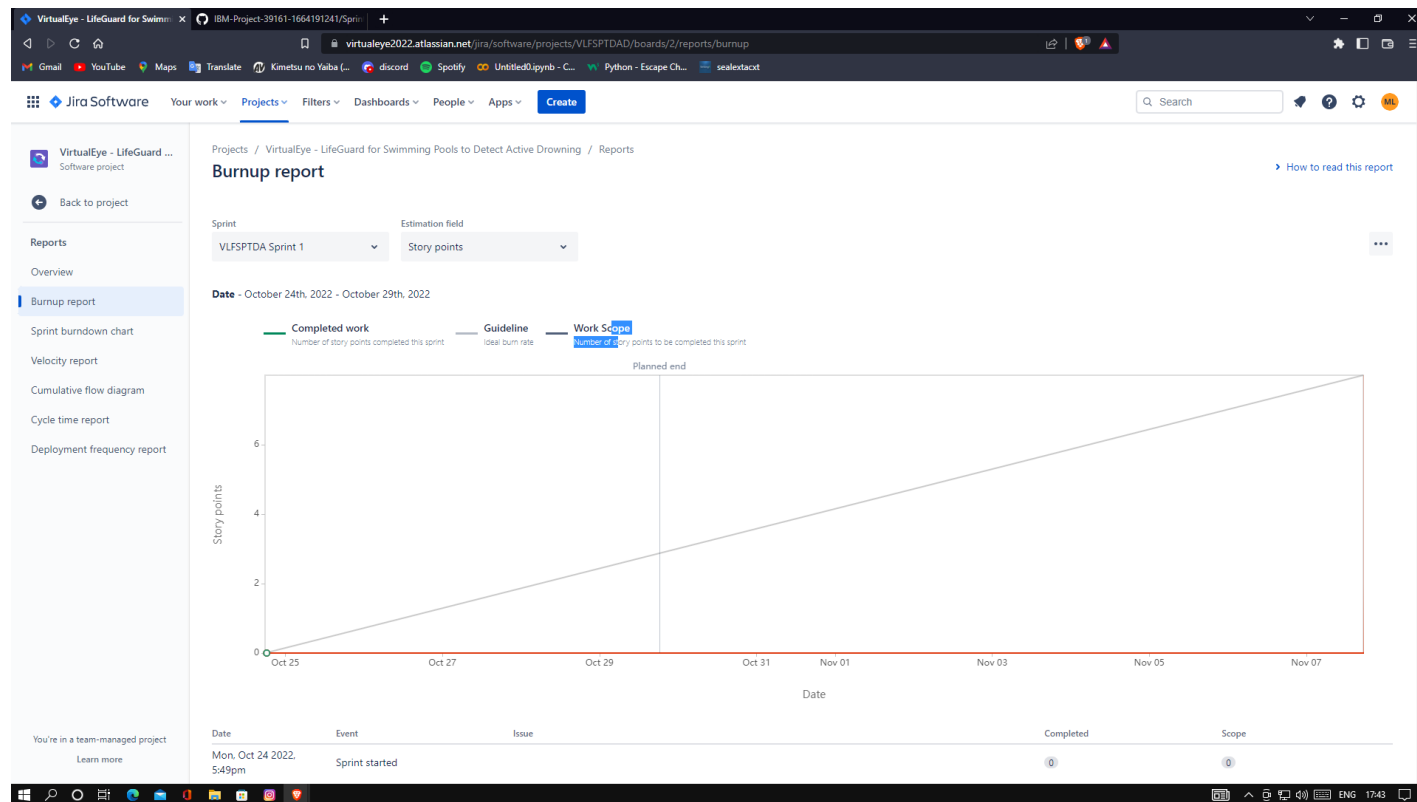 VirtualEye - LifeGuard for Swimm
IBM-Project-39161-1664191241/Sprin
virtualeye2022.atlassian.net/jira/software/projects/VLFSPTDAD/boards/2/reports/burnup
Gmail YouTube Maps Translate Kimetsu no Yaiba (... discord Spotify Untitled0.ipynb - C... Python - Escape Ch... sealextacxt
Jira Software Your work Projects Filters Dashboards People Apps Create Search ML
VirtualEye - LifeGuard ...
Software project
Back to project
Reports
Overview
Burnup report
Sprint burndown chart
Velocity report
Cumulative flow diagram
Cycle time report
Deployment frequency report
You're in a team-managed project
Learn more
Projects / VirtualEye - LifeGuard for Swimming Pools to Detect Active Drowning / Reports
Burnup report
How to read this report
Sprint Estimation field
VLFSPTDA Sprint 1 Story points
Date - October 24th, 2022 - October 29th, 2022
Completed work Guideline Work Scope
Number of story points completed this sprint Ideal burn rate Number of story points to be completed this sprint
Planned end
6
4
2
0
Story points
Oct 25 Oct 27 Oct 29 Oct 31 Nov 01 Nov 03 Nov 05 Nov 07
Date
Date Event Issue Completed Scope
Mon, Oct 24 2022, 5:49pm Sprint started 0 0
ENG 17:43